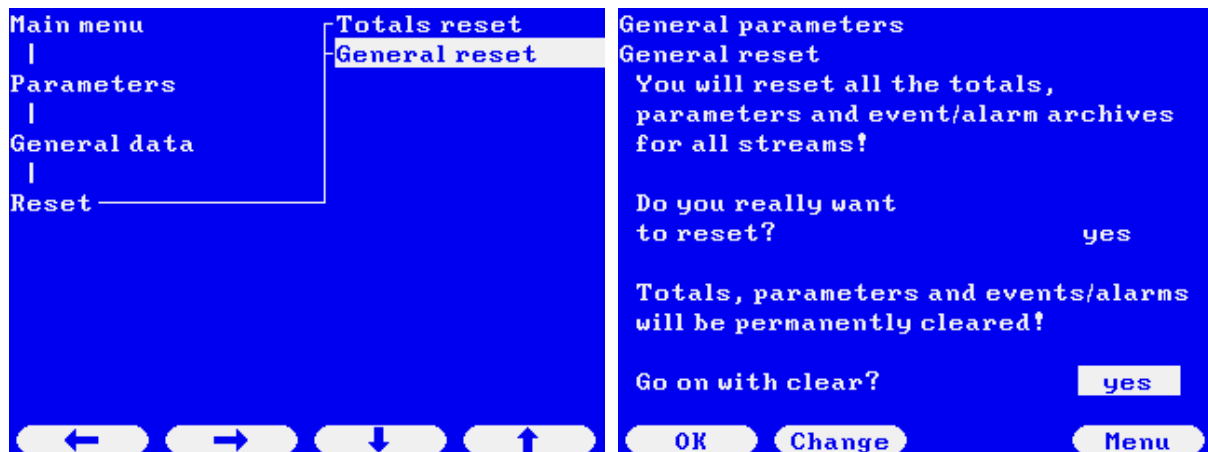 Main menu
Totals reset
General reset
Parameters
General data
Reset
General parameters
General reset
You will reset all the totals,
parameters and event/alarm archives
for all streams!
Do you really want
to reset? yes
Totals, parameters and events/alarms
will be permanently cleared!
Go on with clear? yes
OK Change Menu